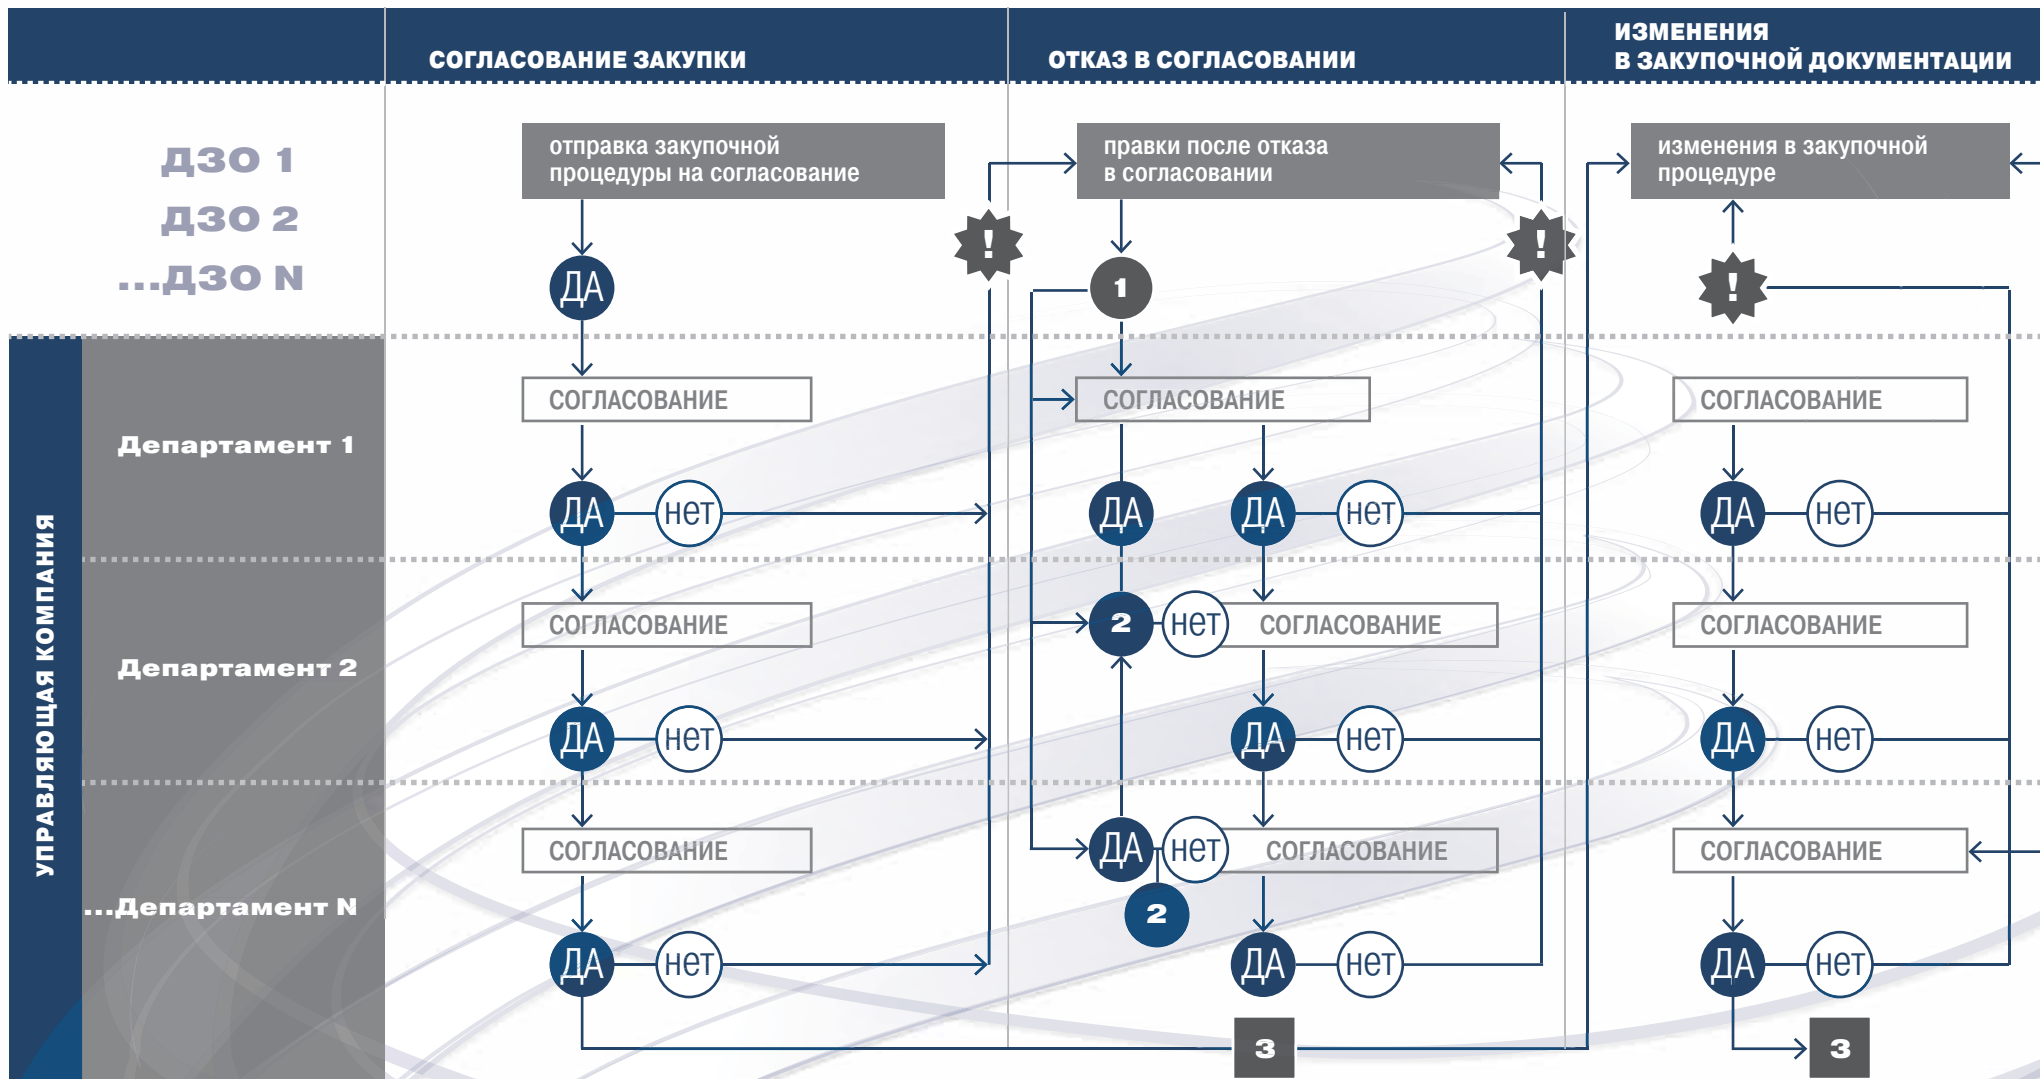 СОГЛАСОВАНИЕ ЗАКУПКИ
ОТКАЗ В СОГЛАСОВАНИИ
ИЗМЕНЕНИЯ
В ЗАКУПОЧНОЙ ДОКУМЕНТАЦИИ
ДЗО 1
ДЗО 2
...ДЗО N
отправка закупочной
процедуры на согласование
правки после отказа
в согласовании
изменения в закупочной
процедуре
!
!
!
ДА
1
УПРАВЛЯЮЩАЯ КОМПАНИЯ
Департамент 1
СОГЛАСОВАНИЕ
СОГЛАСОВАНИЕ
СОГЛАСОВАНИЕ
ДА
нет
ДА
ДА
нет
ДА
нет
Департамент 2
СОГЛАСОВАНИЕ
2
нет
СОГЛАСОВАНИЕ
СОГЛАСОВАНИЕ
ДА
нет
ДА
нет
ДА
нет
...Департамент N
СОГЛАСОВАНИЕ
ДА
нет
СОГЛАСОВАНИЕ
СОГЛАСОВАНИЕ
2
ДА
нет
ДА
нет
ДА
нет
3
3